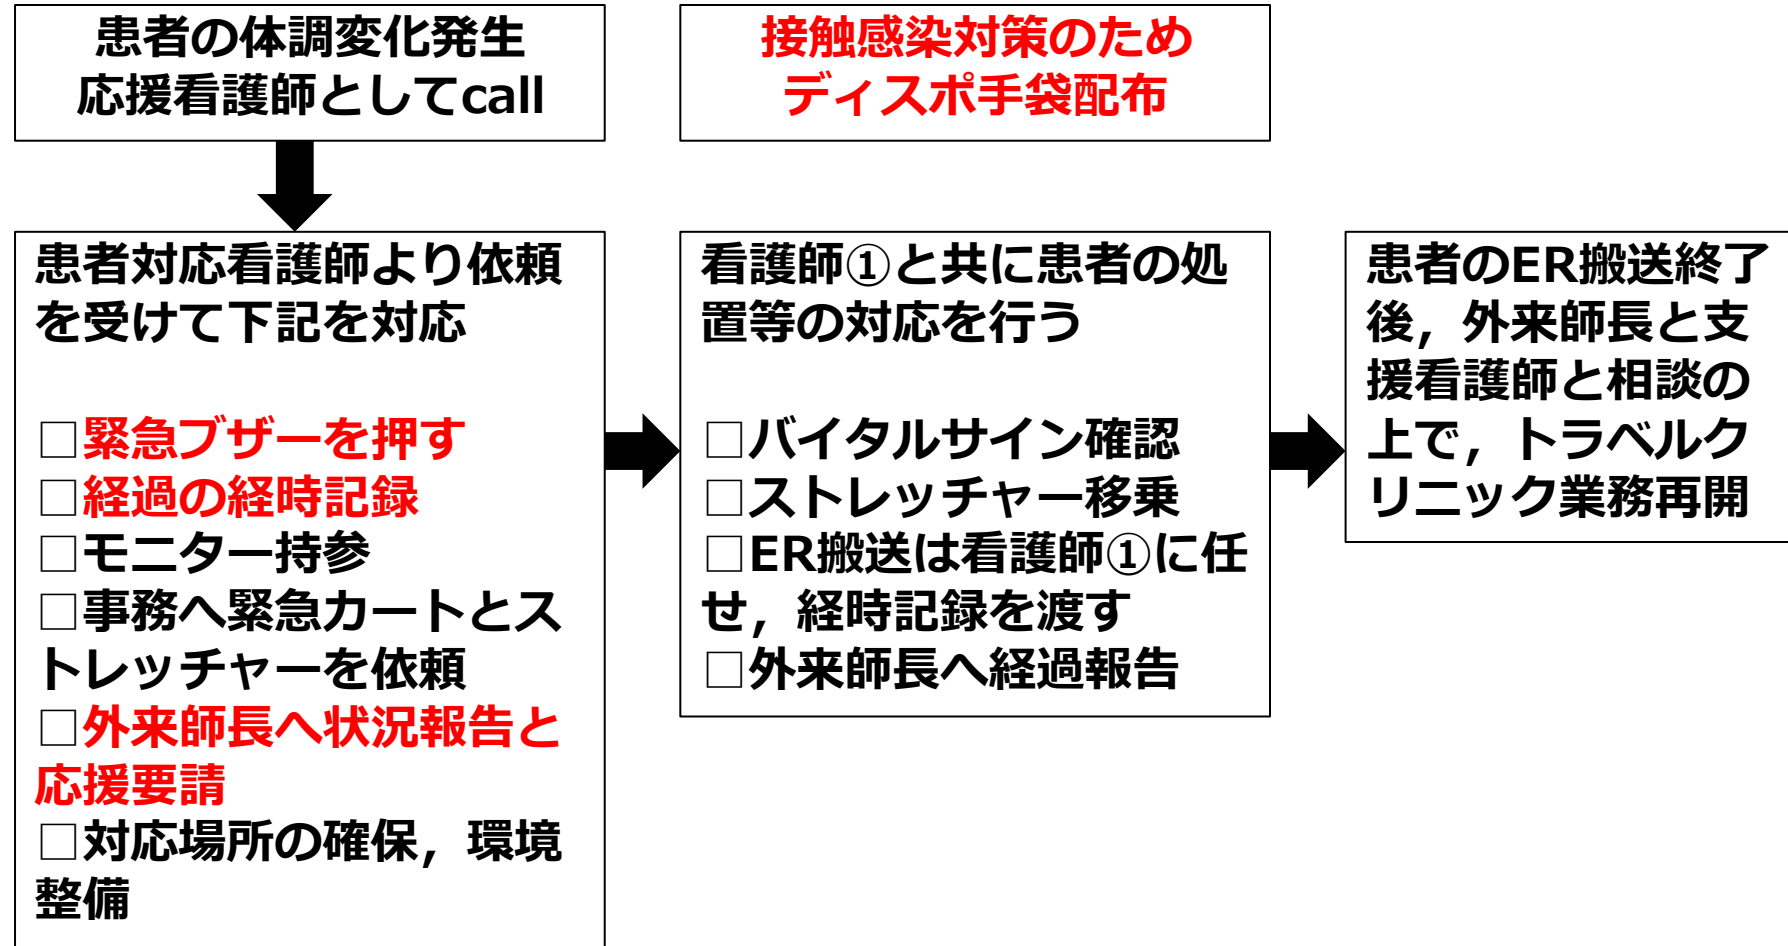 患者の体調変化発生
応援看護師としてcall
接触感染対策のため
ディスポ手袋配布
患者対応看護師より依頼
を受けて下記を対応
□緊急ブザーを押す
□経過の経時記録
□モニター持参
□事務へ緊急カートとス
トレッチャーを依頼
□外来師長へ状況報告と
応援要請
□対応場所の確保，環境
整備
看護師①と共に患者の処
置等の対応を行う
□バイタルサイン確認
□ストレッチャー移乗
□ER搬送は看護師①に任
せ，経時記録を渡す
□外来師長へ経過報告
患者のER搬送終了
後，外来師長と支
援看護師と相談の
上で，トラベルク
リニック業務再開